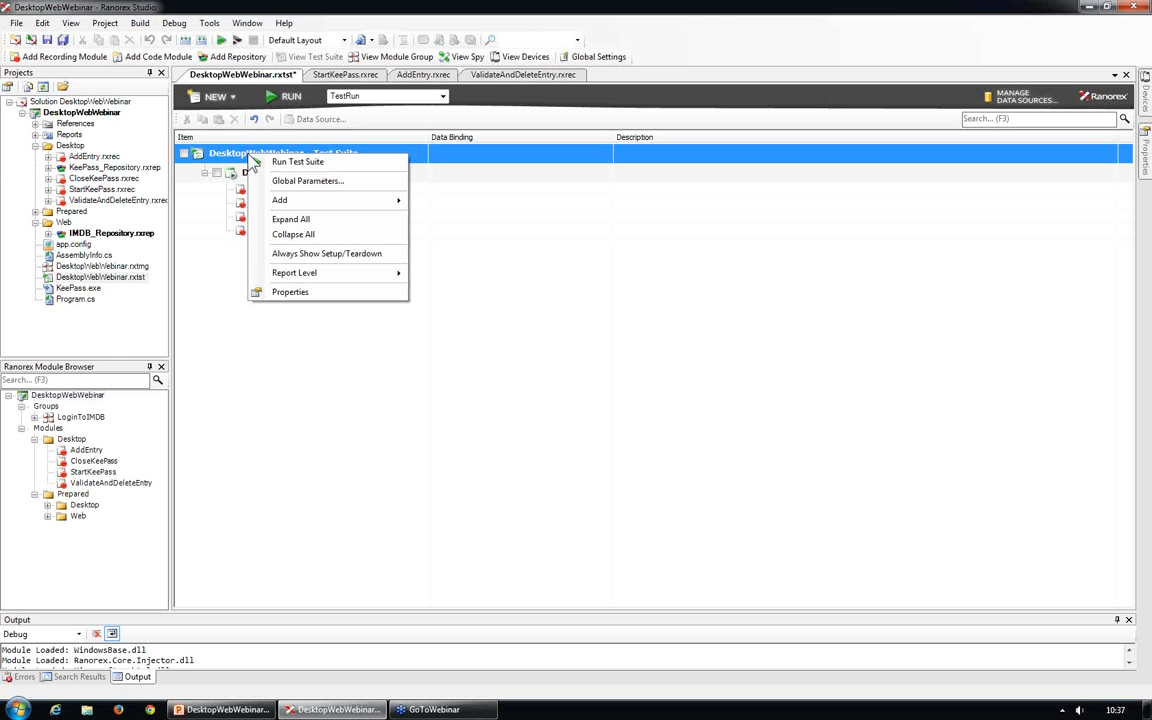 DesktopWebWebinar - Ranorex Studio
File Edit View Project Build Debug Tools Window Help
Default Layout
Add Recording Module Add Code Module Add Repository View Test Suite View Module Group View Spy View Devices Global Settings
Projects
DesktopWebWebinar.rxtst* StartKeePass.rxrec AddEntry.rxrec ValidateAndDeleteEntry.rxrec
Solution DesktopWebWebinar
DesktopWebWebinar
References
Reports
Desktop
AddEntry.rxrec
KeePass_Repository.rxrep
CloseKeePass.rxrec
StartKeePass.rxrec
ValidateAndDeleteEntry.rxrec
Prepared
Web
IMDB_Repository.rxrep
app.config
AssemblyInfo.cs
DesktopWebWebinar.rxtmg
DesktopWebWebinar.rxtst
KeePass.exe
Program.cs
NEW RUN TestRun MANAGE DATA SOURCES... Ranorex
Data Source... Search... (F3)
Item Data Binding Description
DesktopWebWebinar - Test Suite
D
Run Test Suite
Global Parameters...
Add
Expand All
Collapse All
Always Show Setup/Teardown
Report Level
Properties
Devices
Properties
Ranorex Module Browser
Search... (F3)
DesktopWebWebinar
Groups
LoginToIMDB
Modules
Desktop
AddEntry
CloseKeePass
StartKeePass
ValidateAndDeleteEntry
Prepared
Desktop
Web
Output
Debug
Module Loaded: WindowsBase.dll
Module Loaded: Ranorex.Core.Injector.dll
Errors Search Results Output
DesktopWebWebinar... DesktopWebWebinar... GoToWebinar 10:37